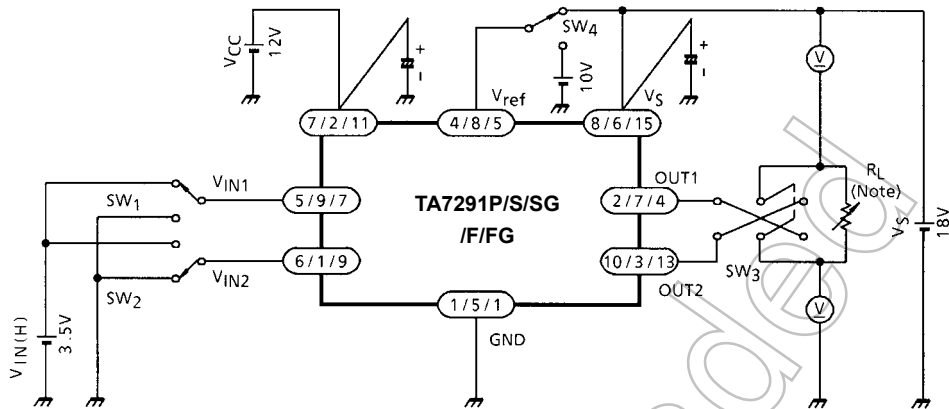 VCC
12V
+
-
SW4
10V
+
-
Vref
VS
7/2/11
4/8/5
8/6/15
V
VIN1
5/9/7
SW1
TA7291P/S/SG
/F/FG
OUT1
2/7/4
RL
(Note)
VS
18V
6/1/9
VIN2
SW2
10/3/13
OUT2
SW3
VIN(H)
3.5V
1/5/1
GND
V